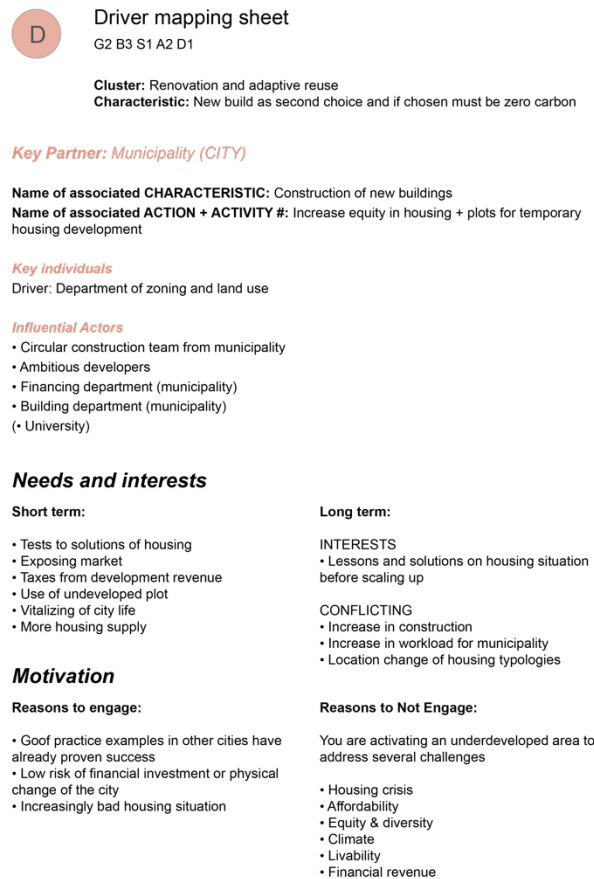 D
Driver mapping sheet
G2 B3 S1 A2 D1
Cluster: Renovation and adaptive reuse
Characteristic: New build as second choice and if chosen must be zero carbon
Key Partner: Municipality (CITY)
Name of associated CHARACTERISTIC: Construction of new buildings
Name of associated ACTION + ACTIVITY #: Increase equity in housing + plots for temporary
housing development
Key individuals
Driver: Department of zoning and land use
Influential Actors
• Circular construction team from municipality
• Ambitious developers
• Financing department (municipality)
• Building department (municipality)
(• University)
Needs and interests
Short term:
• Tests to solutions of housing
• Exposing market
• Taxes from development revenue
• Use of undeveloped plot
• Vitalizing of city life
• More housing supply
Long term:
INTERESTS
• Lessons and solutions on housing situation
before scaling up
CONFLICTING
• Increase in construction
• Increase in workload for municipality
• Location change of housing typologies
Motivation
Reasons to engage:
• Goof practice examples in other cities have
already proven success
• Low risk of financial investment or physical
change of the city
• Increasingly bad housing situation
Reasons to Not Engage:
You are activating an underdeveloped area to
address several challenges
• Housing crisis
• Affordability
• Equity & diversity
• Climate
• Livability
• Financial revenue